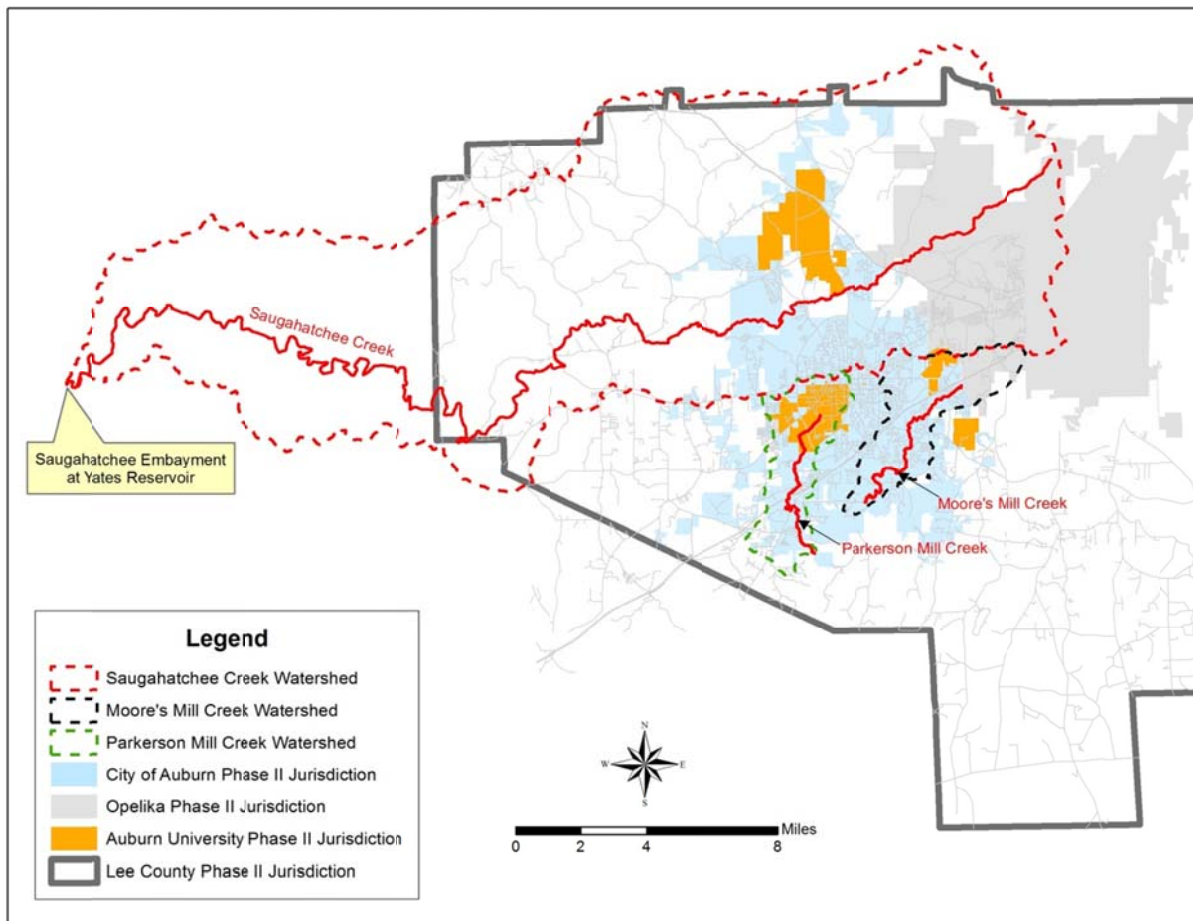 Saugahatchee Creek
Saugahatchee Embayment
at Yates Reservoir
Moore's Mill Creek
Parkerson Mill Creek
Legend
Saugahatchee Creek Watershed
Moore's Mill Creek Watershed
Parkerson Mill Creek Watershed
City of Auburn Phase II Jurisdiction
Opelika Phase II Jurisdiction
Auburn University Phase II Jurisdiction
Lee County Phase II Jurisdiction
N
W E
S
Miles
0 2 4 8